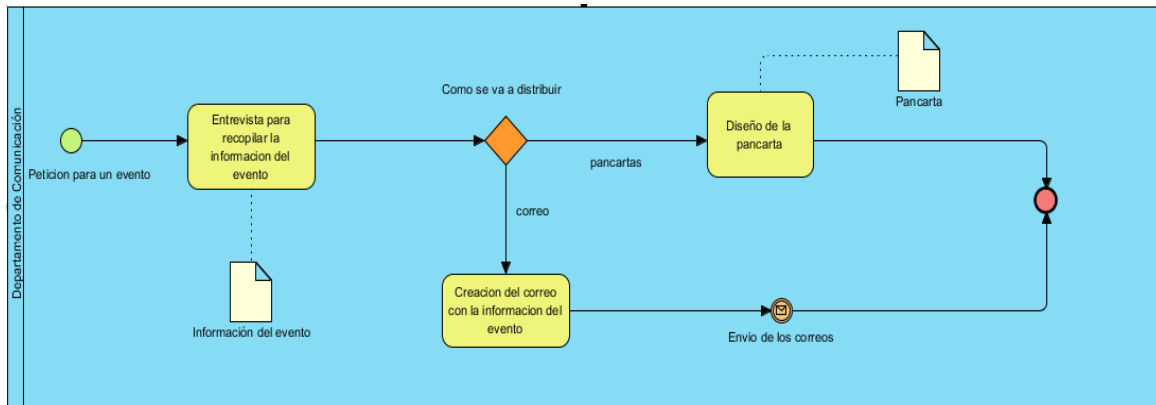 Departamento de Comunicación
Peticion para un evento
Entrevista para
recopilar la
informacion del
evento
Información del evento
Como se va a distribuir
pancartas
correo
Diseño de la
pancarta
Pancarta
Creacion del correo
con la informacion del
evento
Envio de los correos